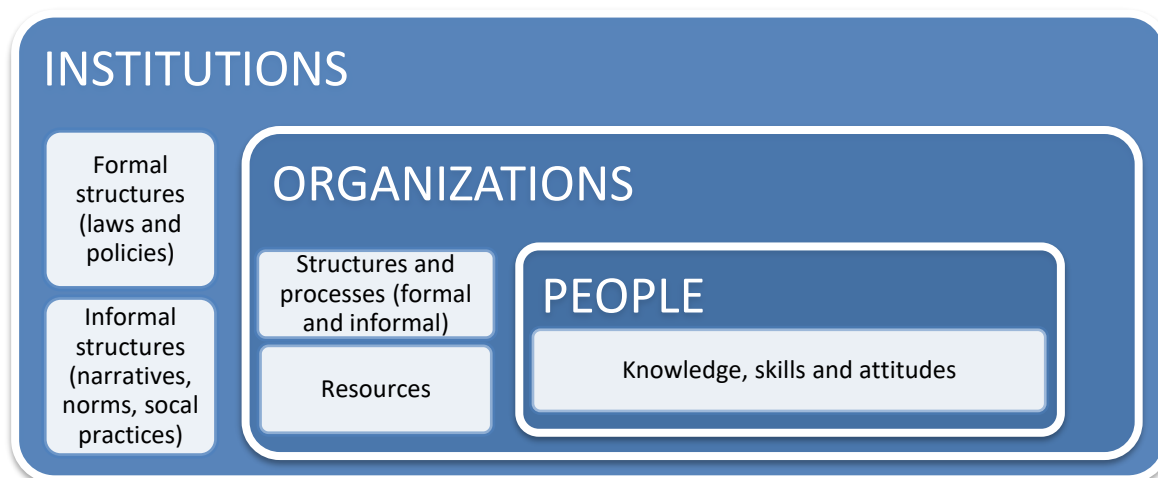 INSTITUTIONS
Formal
structures
(laws and
policies)
Informal
structures
(narratives,
norms, socal
practices)
ORGANIZATIONS
Structures and
processes (formal
and informal)
Resources
PEOPLE
Knowledge, skills and attitudes